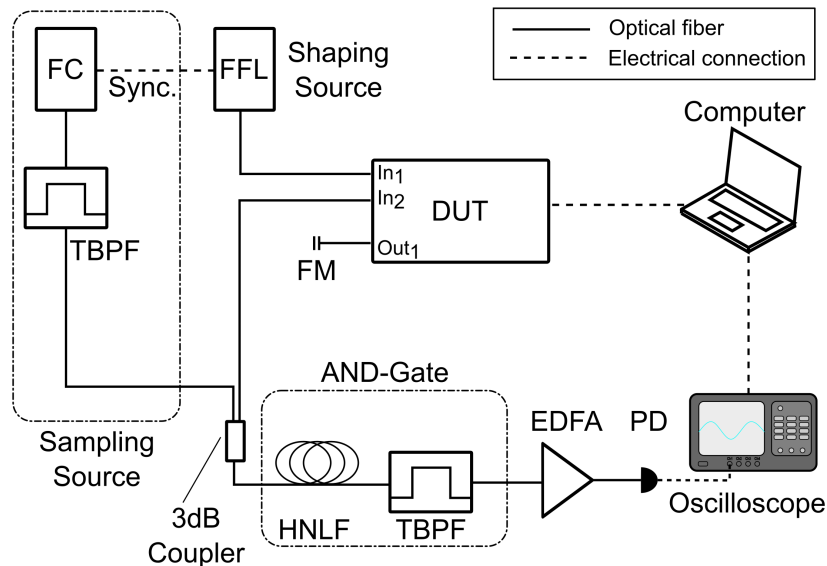 FC
Sync.
FFL
Shaping
Source
Optical fiber
Electrical connection
Computer
TBPF
In1
In2
DUT
Out1
FM
AND-Gate
Sampling
Source
3dB
Coupler
HNLF
TBPF
EDFA
PD
Oscilloscope